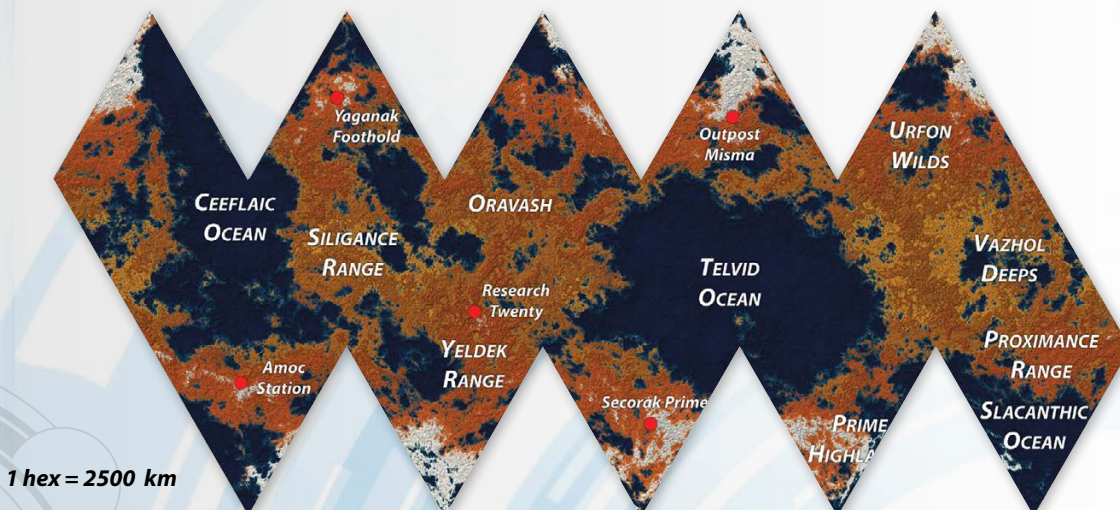 Yaganak
Foothold
Outpost
Misma
Urfon
Wilds
Ceeflaic
Ocean
Oravash
Siligance
Range
Telvid
Ocean
Vazhol
Deeps
Research
Twenty
Yeldek
Range
Proximance
Range
Amoc
Station
Secorak Prime
Prime
Highla
Slacanthic
Ocean
1 hex = 2500 km